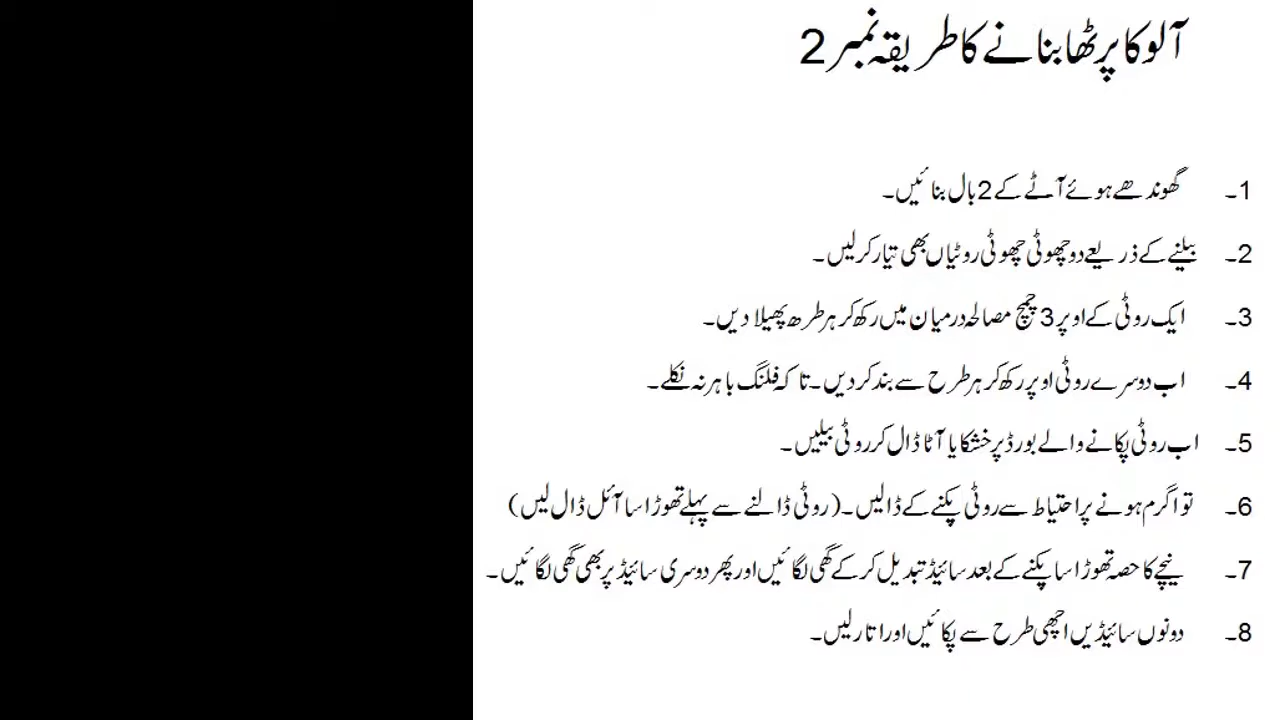 آلو کا پرٹھا بنانے کا طریقہ نمبر 2
1۔ گھوندھے ہوئے آٹے کے 2 بال بنائیں۔
2۔ بیلنے کے ذریعے دو چھوٹی چھوٹی روٹیاں بھی تیار کر لیں۔
3۔ ایک روٹی کے اوپر 3 چمچ مصالحہ درمیان میں رکھ کر ہر طرھ پھیلا دیں۔
4۔ اب دوسرے روٹی اوپر رکھ کر ہر طرح سے بند کر دیں۔ تا کہ فلنگ باہر نہ نکلے۔
5۔ اب روٹی پکانے والے بورڈ پر خشکا یا آٹا ڈال کر روٹی بیلیں۔
6۔ توا گرم ہونے پر احتیاط سے روٹی پکنے کے ڈالیں۔ (روٹی ڈالنے سے پہلے تھوڑا سا آئل ڈال لیں)
7۔ نیچے کا حصہ تھوڑا سا پکنے کے بعد سائیڈ تبدیل کر کے گھی لگائیں اور پھر دوسری سائیڈ پر بھی گھی لگائیں۔
8۔ دونوں سائیڈیں اچھی طرح سے پکائیں اور اتار لیں۔